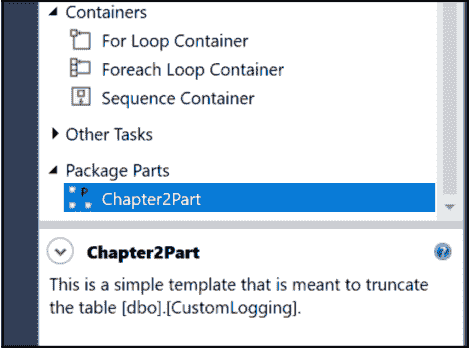 Containers
For Loop Container
Foreach Loop Container
Sequence Container
Other Tasks
Package Parts
P
Chapter2Part
Chapter2Part
?
This is a simple template that is meant to truncate
the table [dbo].[CustomLogging].